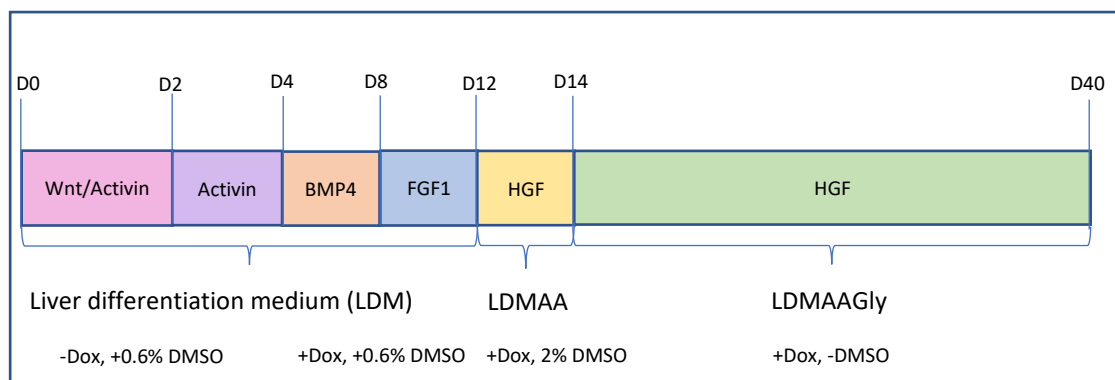 D0 D2 D4 D8 D12 D14 D40
Wnt/Activin Activin BMP4 FGF1 HGF HGF
Liver differentiation medium (LDM) LDMAA LDMAAGly
-Dox, +0.6% DMSO +Dox, +0.6% DMSO +Dox, 2% DMSO +Dox, -DMSO